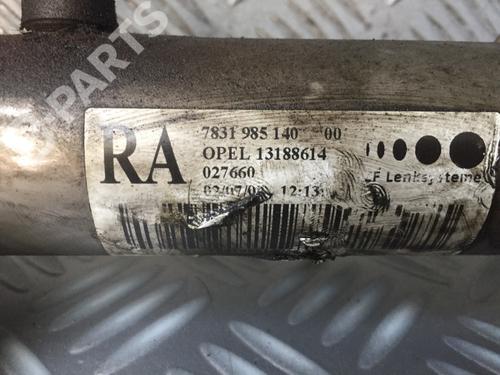 PARTS
RA
7831 985 140 00
OPEL 13188614
027660
12:13
F Lenksysteme